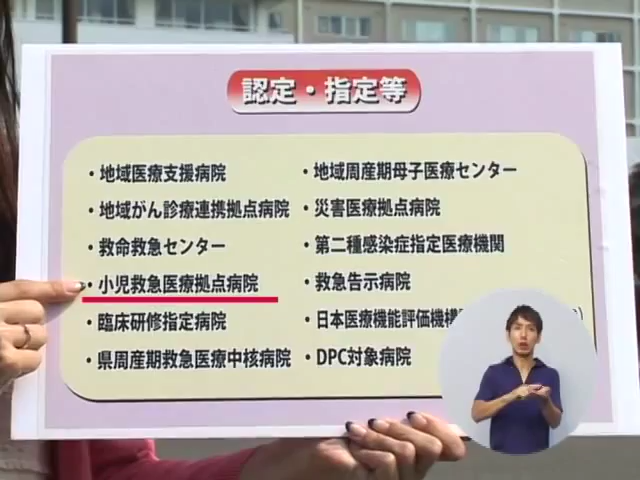 認定・指定等
・地域医療支援病院
・地域がん診療連携拠点病院
・救命救急センター
・小児救急医療拠点病院
・臨床研修指定病院
・県周産期救急医療中核病院
・地域周産期母子医療センター
・災害医療拠点病院
・第二種感染症指定医療機関
・救急告示病院
・日本医療機能評価機構
・DPC対象病院